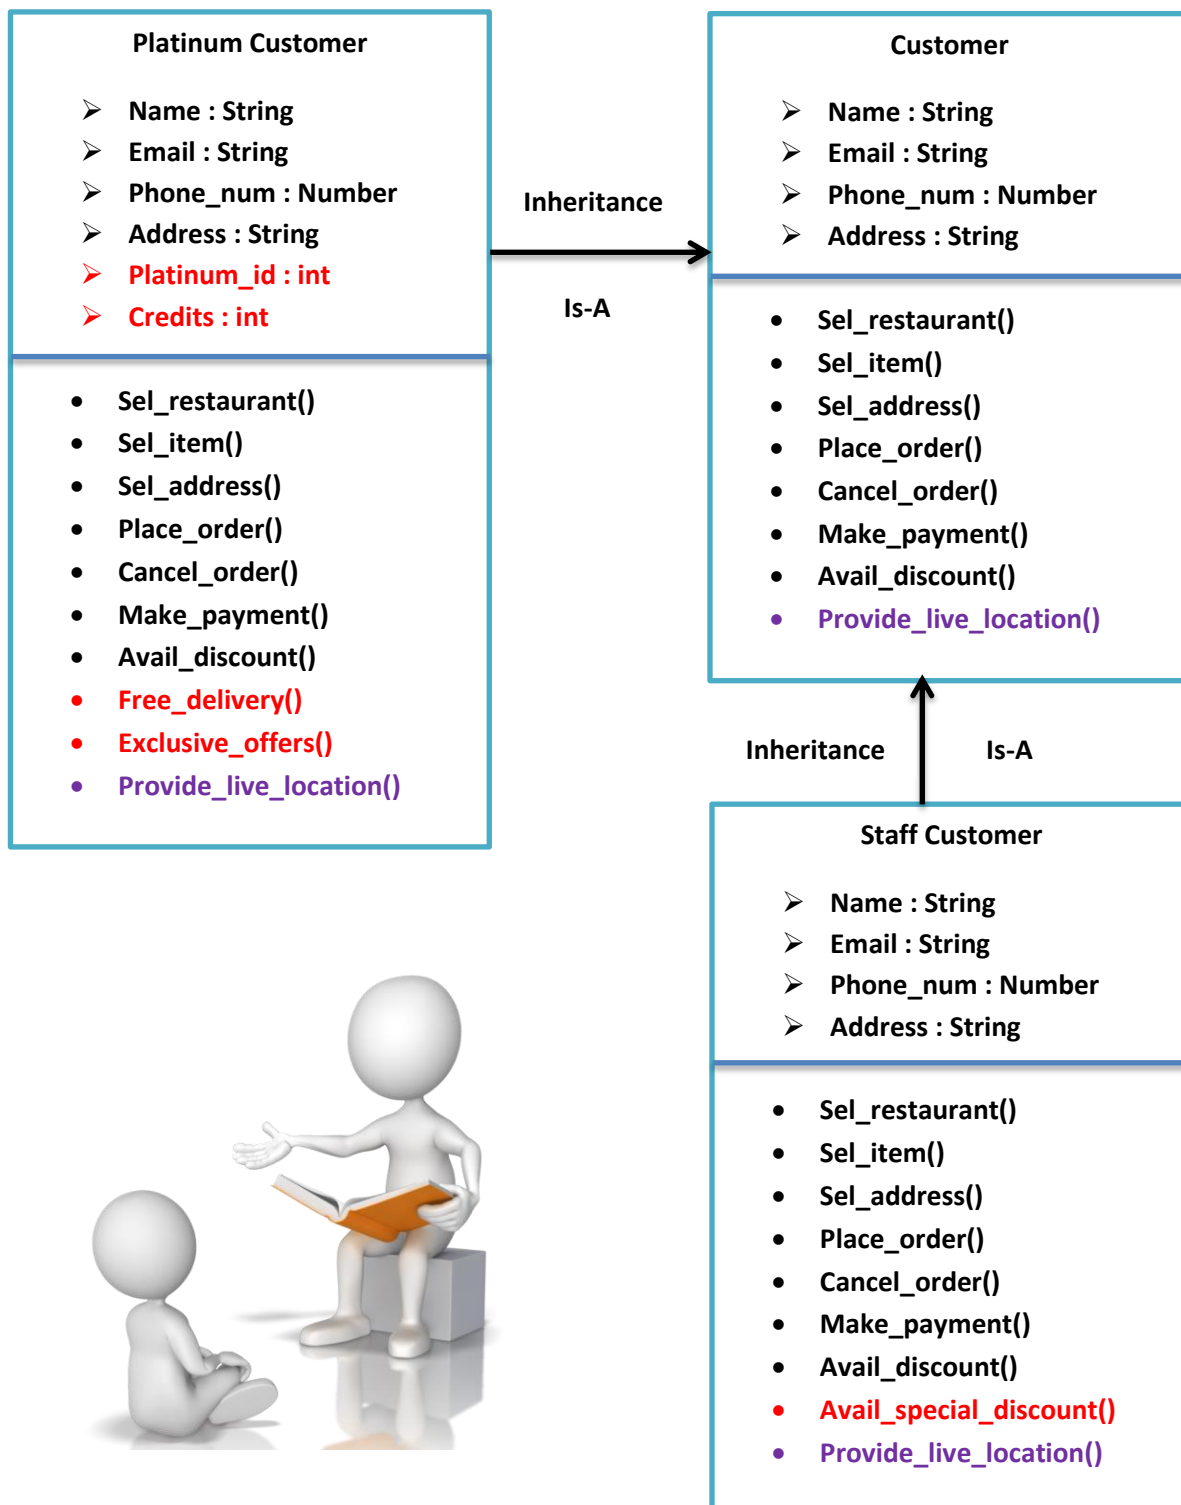 Platinum Customer
➢ Name : String
➢ Email : String
➢ Phone_num : Number
➢ Address : String
➢ Platinum_id : int
➢ Credits : int
• Sel_restaurant()
• Sel_item()
• Sel_address()
• Place_order()
• Cancel_order()
• Make_payment()
• Avail_discount()
• Free_delivery()
• Exclusive_offers()
• Provide_live_location()
Inheritance
Is-A
Customer
➢ Name : String
➢ Email : String
➢ Phone_num : Number
➢ Address : String
• Sel_restaurant()
• Sel_item()
• Sel_address()
• Place_order()
• Cancel_order()
• Make_payment()
• Avail_discount()
• Provide_live_location()
Inheritance
Is-A
Staff Customer
➢ Name : String
➢ Email : String
➢ Phone_num : Number
➢ Address : String
• Sel_restaurant()
• Sel_item()
• Sel_address()
• Place_order()
• Cancel_order()
• Make_payment()
• Avail_discount()
• Avail_special_discount()
• Provide_live_location()